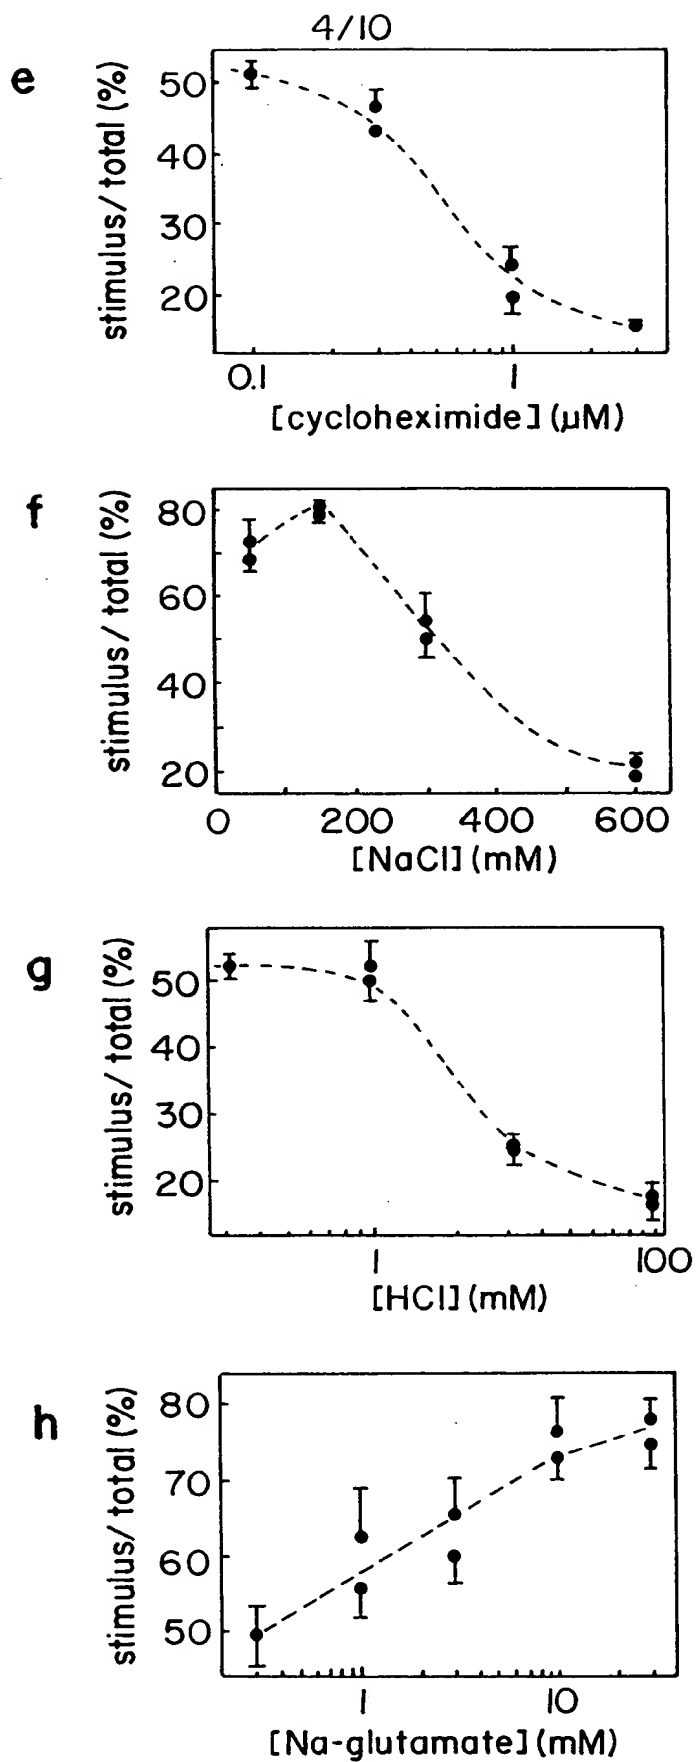 4/10
e
stimulus/ total (%)
50
40
30
20
0.1 1
[cycloheximide] (µM)
f
stimulus/ total (%)
80
60
40
20
0 200 400 600
[NaCl] (mM)
g
stimulus/ total (%)
50
40
30
20
1 100
[HCl] (mM)
h
stimulus/ total (%)
80
70
60
50
1 10
[Na-glutamate] (mM)